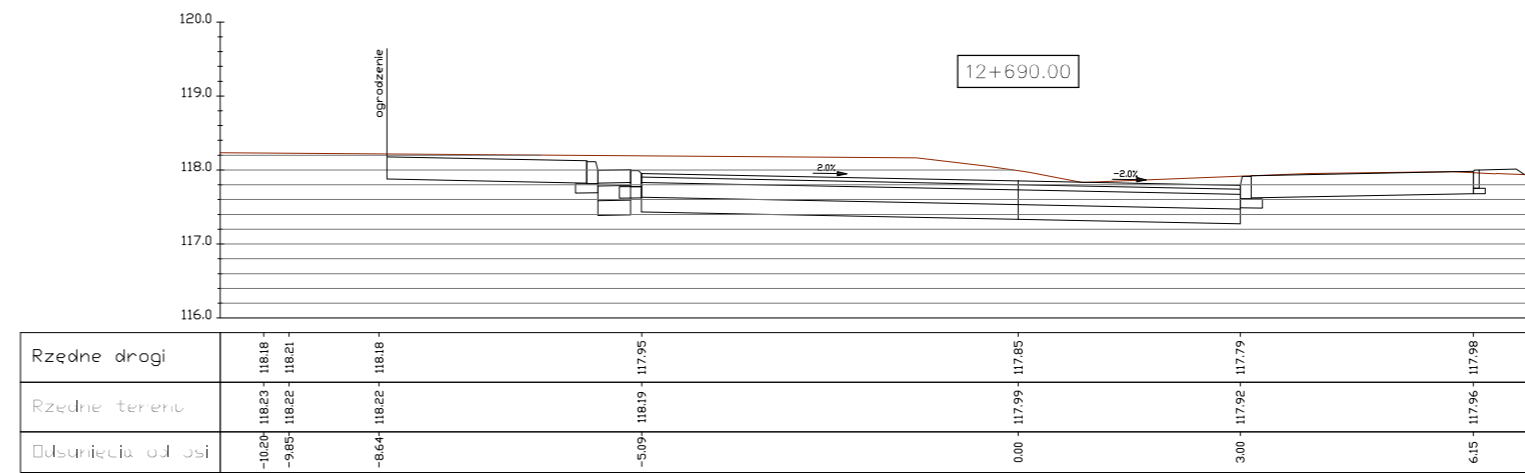 120.0
ogrodzenie
12+690.00
119.0
118.0
2.0%
-2.0%
117.0
116.0
Rzędne drogi
118.18 118.21 118.18 117.95 117.85 117.79 117.98
Rzędne terenu
118.23 118.22 118.22 118.19 117.99 117.92 117.96
Odsunięcia od osi
-10.20 -9.85 -8.64 -5.09 0.00 3.00 6.15